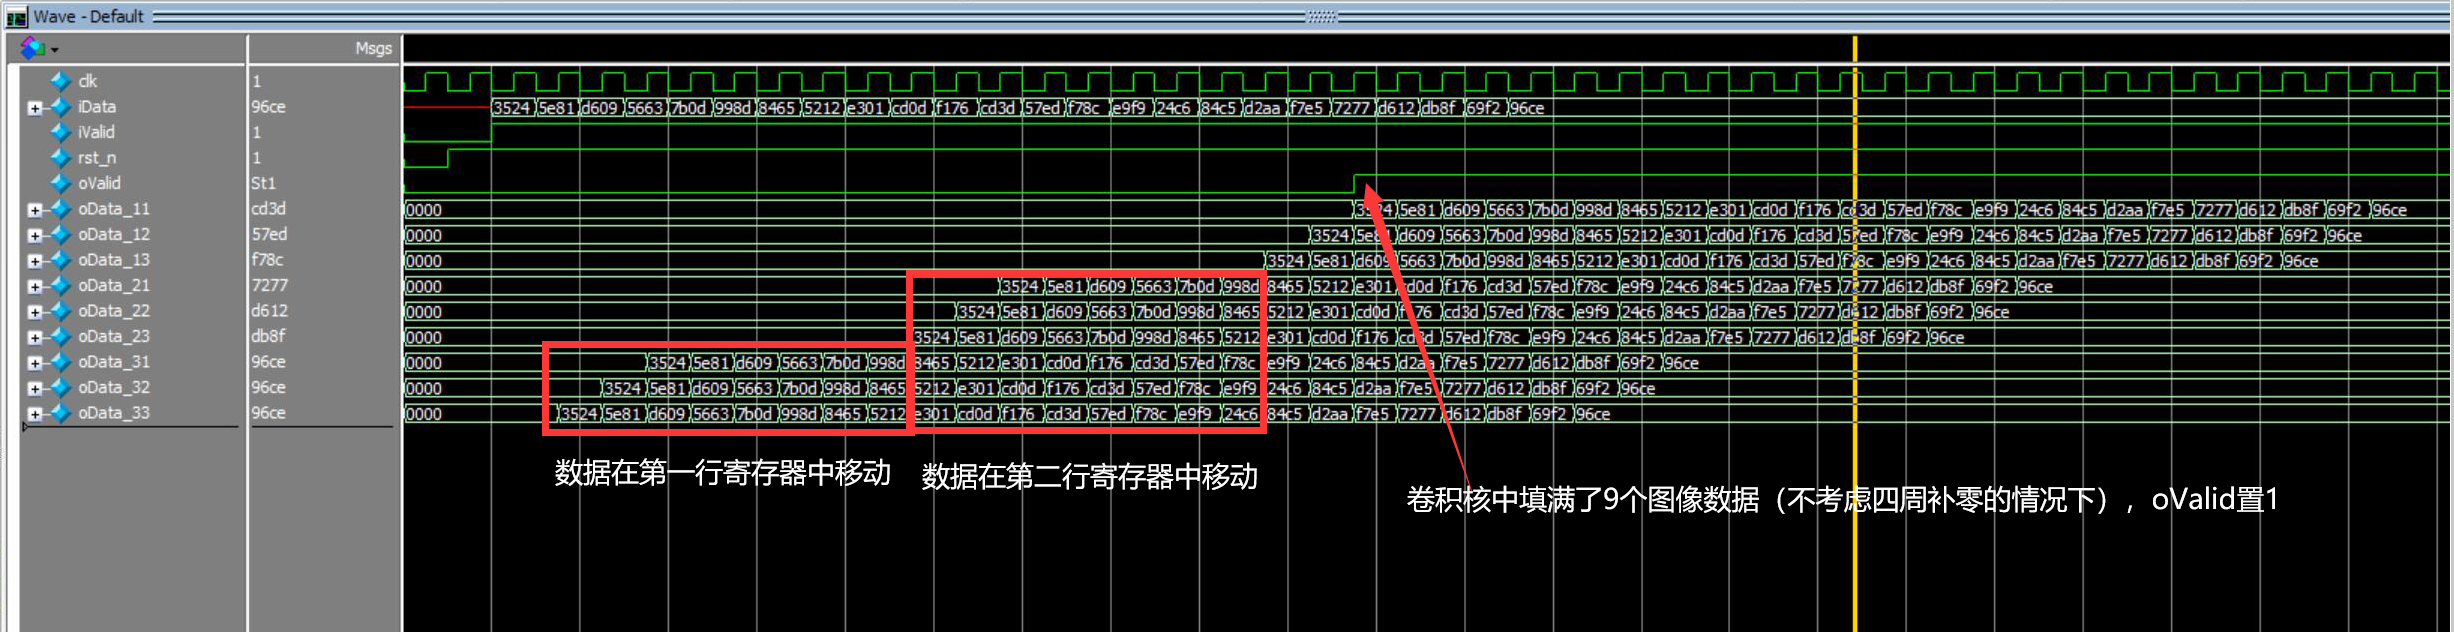 Wave - Default
Msgs
clk 1
iData 96ce 3524 5e81 d609 5663 7b0d 998d 8465 5212 e301 cd0d f176 cd3d 57ed f78c e9f9 24c6 84c5 d2aa f7e5 7277 d612 db8f 69f2 96ce
iValid 1
rst_n 1
oValid St1
oData_11 cd3d 0000 3524 5e81 d609 5663 7b0d 998d 8465 5212 e301 cd0d f176 cd3d 57ed f78c e9f9 24c6 84c5 d2aa f7e5 7277 d612 db8f 69f2 96ce
oData_12 57ed 0000 3524 5e81 d609 5663 7b0d 998d 8465 5212 e301 cd0d f176 cd3d 57ed f78c e9f9 24c6 84c5 d2aa f7e5 7277 d612 db8f 69f2 96ce
oData_13 f78c 0000 3524 5e81 d609 5663 7b0d 998d 8465 5212 e301 cd0d f176 cd3d 57ed f78c e9f9 24c6 84c5 d2aa f7e5 7277 d612 db8f 69f2 96ce
oData_21 7277 0000 3524 5e81 d609 5663 7b0d 998d 8465 5212 e301 cd0d f176 cd3d 57ed f78c e9f9 24c6 84c5 d2aa f7e5 7277 d612 db8f 69f2 96ce
oData_22 d612 0000 3524 5e81 d609 5663 7b0d 998d 8465 5212 e301 cd0d f176 cd3d 57ed f78c e9f9 24c6 84c5 d2aa f7e5 7277 d612 db8f 69f2 96ce
oData_23 db8f 0000 3524 5e81 d609 5663 7b0d 998d 8465 5212 e301 cd0d f176 cd3d 57ed f78c e9f9 24c6 84c5 d2aa f7e5 7277 d612 db8f 69f2 96ce
oData_31 96ce 0000 3524 5e81 d609 5663 7b0d 998d 8465 5212 e301 cd0d f176 cd3d 57ed f78c e9f9 24c6 84c5 d2aa f7e5 7277 d612 db8f 69f2 96ce
oData_32 96ce 0000 3524 5e81 d609 5663 7b0d 998d 8465 5212 e301 cd0d f176 cd3d 57ed f78c e9f9 24c6 84c5 d2aa f7e5 7277 d612 db8f 69f2 96ce
oData_33 96ce 0000 3524 5e81 d609 5663 7b0d 998d 8465 5212 e301 cd0d f176 cd3d 57ed f78c e9f9 24c6 84c5 d2aa f7e5 7277 d612 db8f 69f2 96ce
数据在第一行寄存器中移动
数据在第二行寄存器中移动
卷积核中填满了9个图像数据（不考虑四周补零的情况下），oValid置1